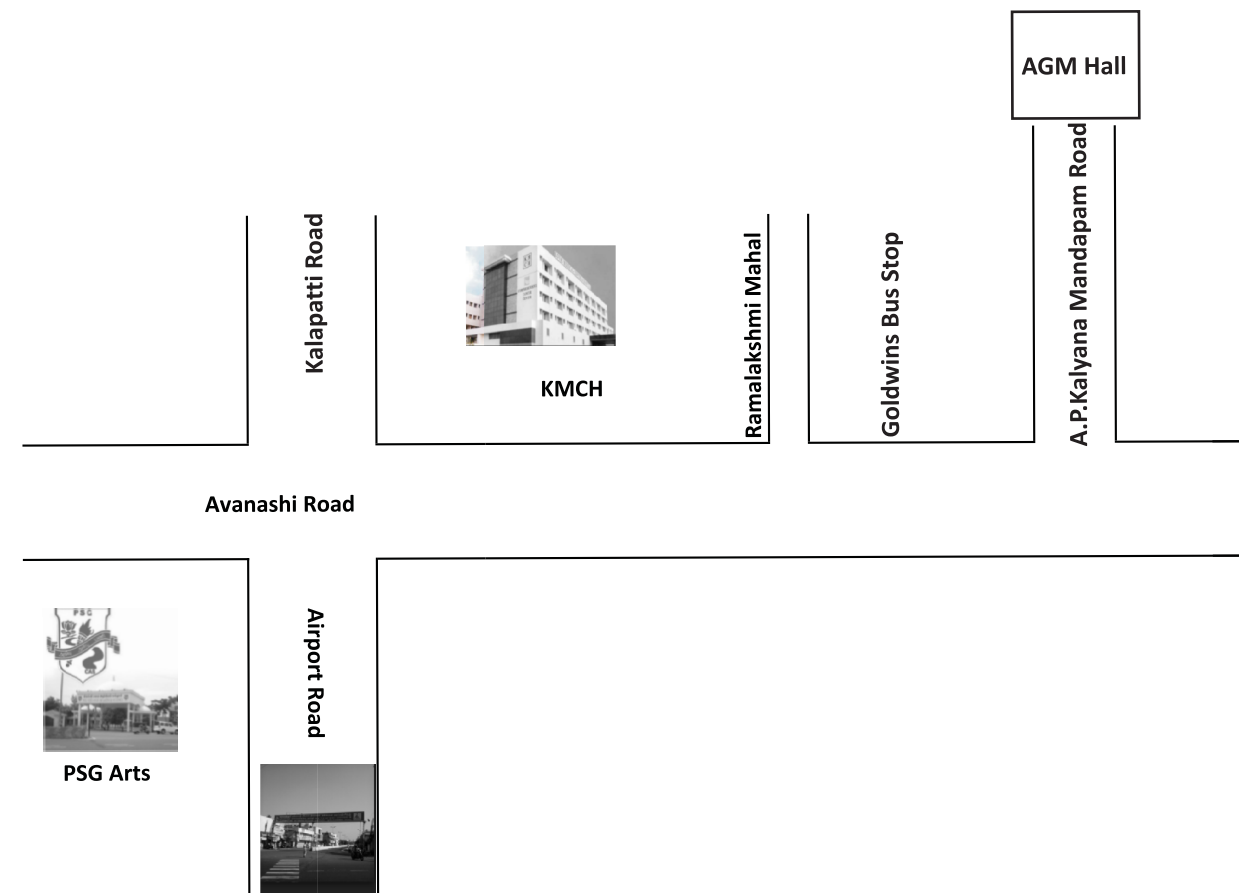 AGM Hall
A.P.Kalyana Mandapam Road
Kalapatti Road
Ramalakshmi Mahal
Goldwins Bus Stop
KMCH
Avanashi Road
Airport Road
PSG
PSG Arts